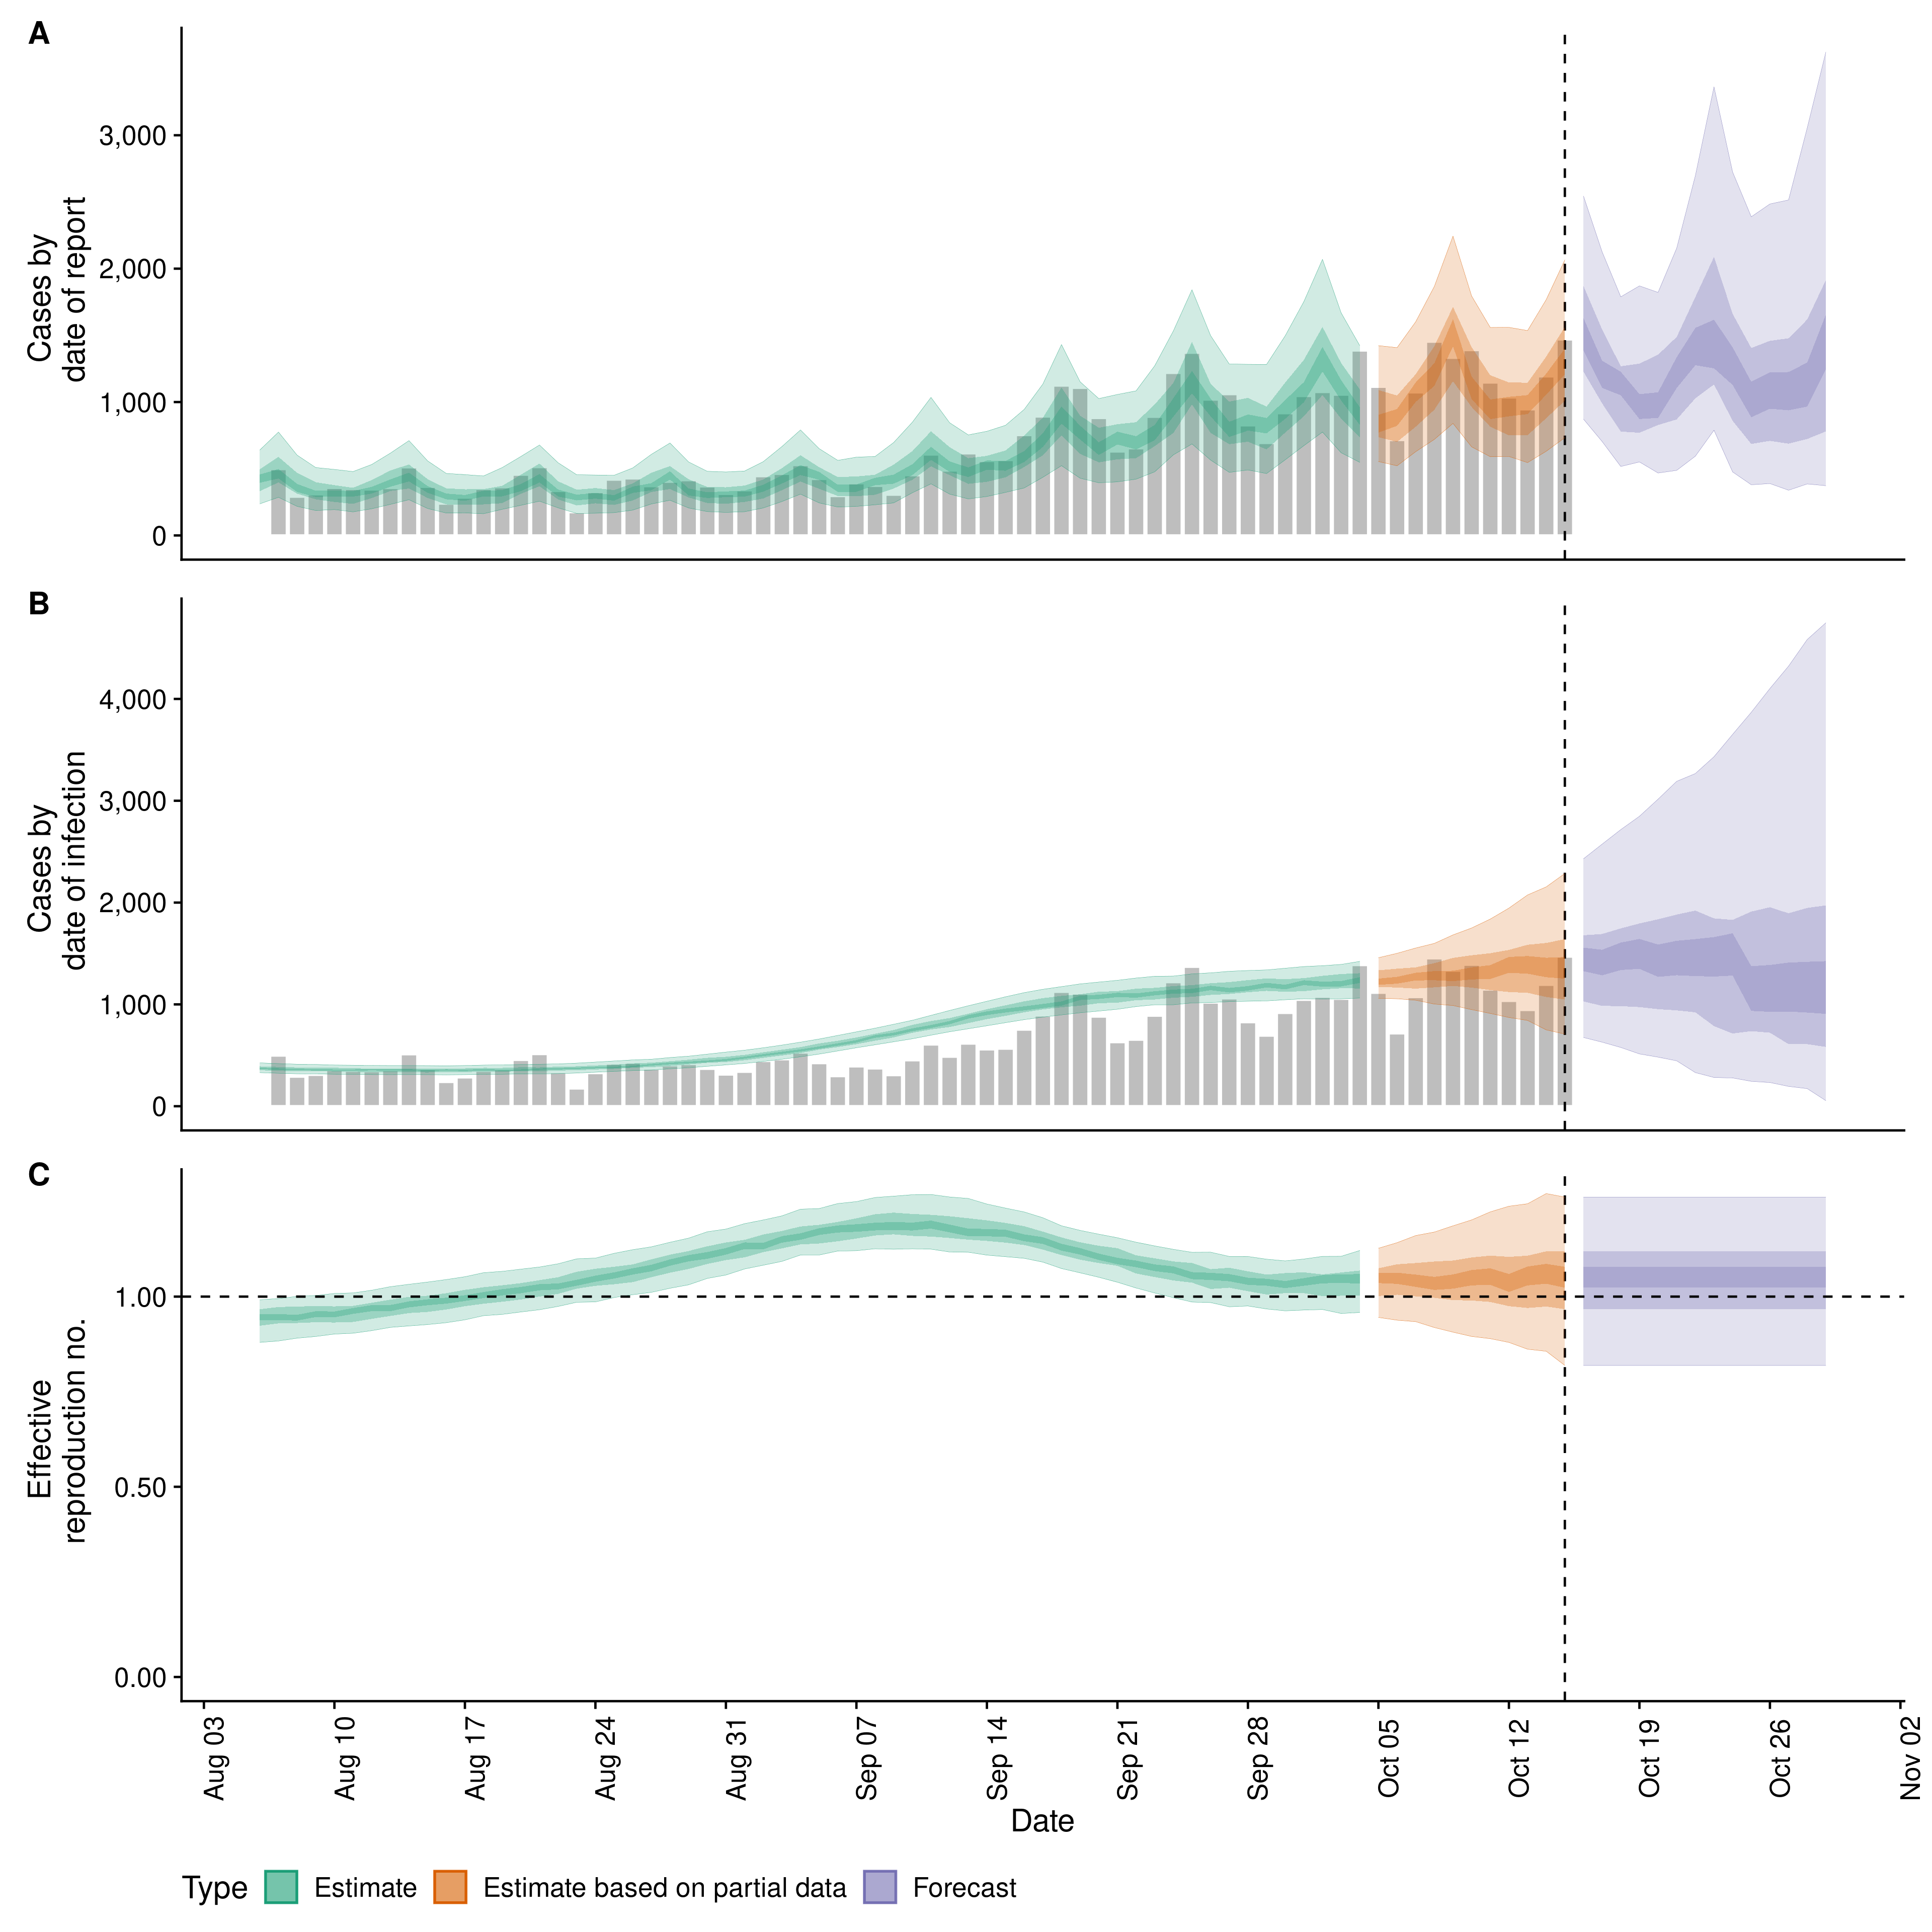 A
Cases by
date of report
3,000
2,000
1,000
0
B
Cases by
date of infection
4,000
3,000
2,000
1,000
0
C
Effective
reproduction no.
1.00
0.50
0.00
Aug 03
Aug 10
Aug 17
Aug 24
Aug 31
Sep 07
Sep 14
Sep 21
Sep 28
Oct 05
Oct 12
Oct 19
Oct 26
Nov 02
Date
Type Estimate Estimate based on partial data Forecast